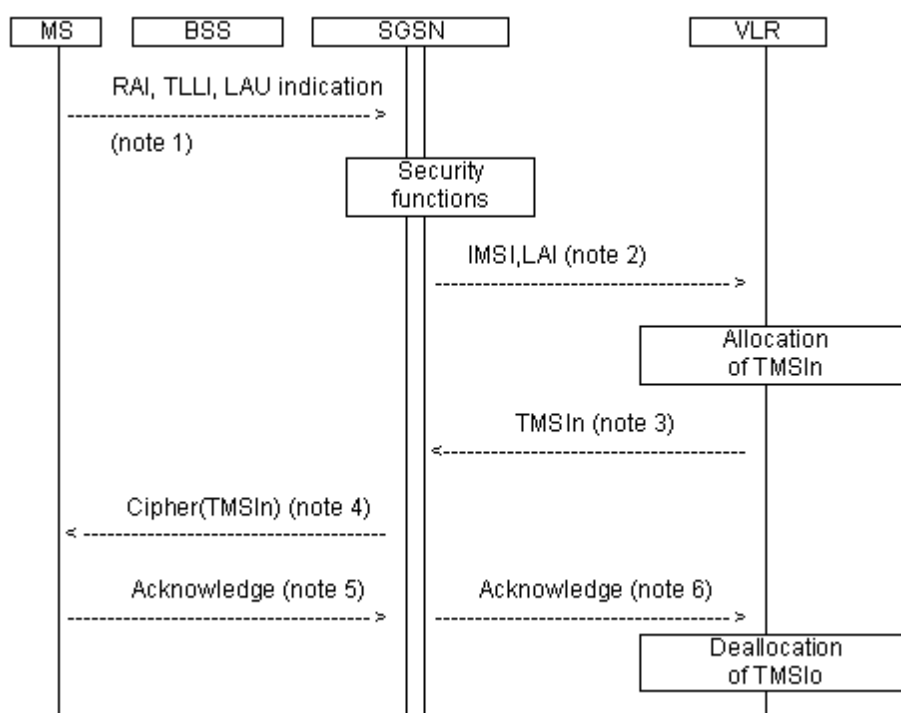 MS BSS SGSN VLR
RAI, TLLI, LAU indication
(note 1)
Security
functions
IMSI,LAI (note 2)
Allocation
of TMSIn
TMSIn (note 3)
Cipher(TMSIn) (note 4)
Acknowledge (note 5) Acknowledge (note 6)
Deallocation
of TMSIo